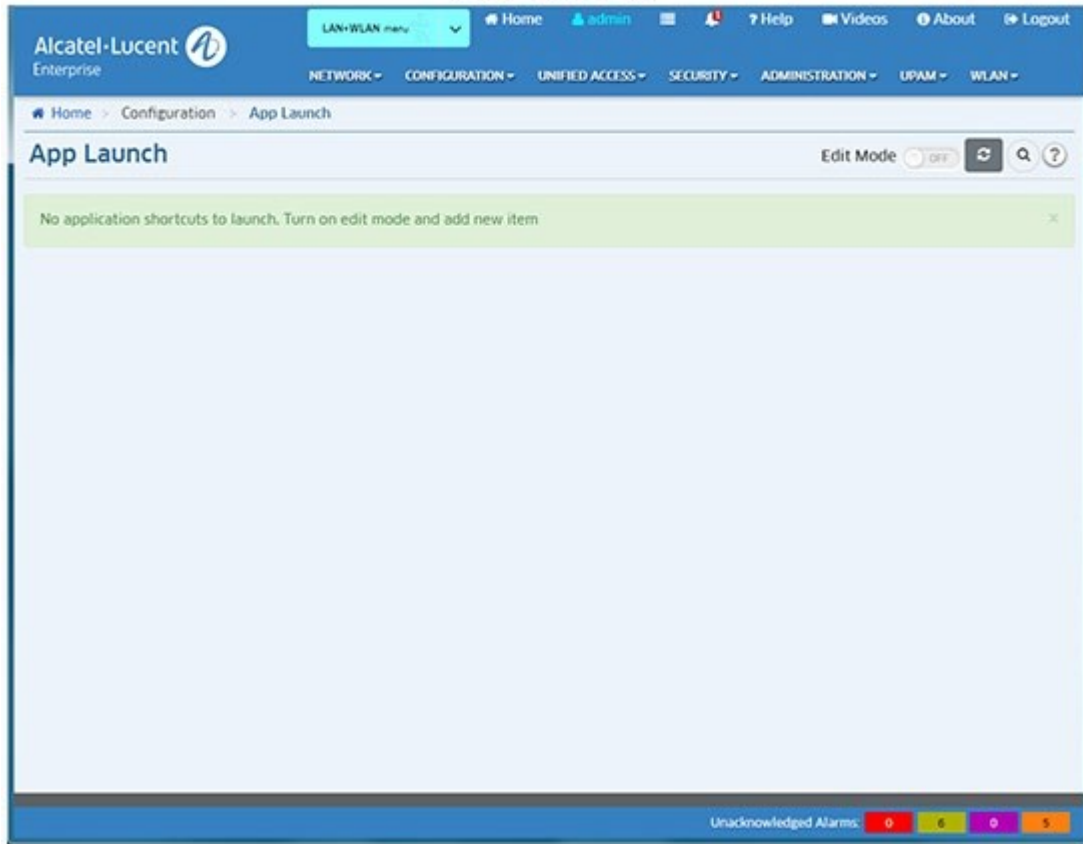 LAN+WLAN menu Home admin 1 ? Help Videos About Logout
Alcatel·Lucent
Enterprise
NETWORK CONFIGURATION UNIFIED ACCESS SECURITY ADMINISTRATION UPAM WLAN
Home > Configuration > App Launch
App Launch
Edit Mode OFF ?
No application shortcuts to launch. Turn on edit mode and add new item ×
Unacknowledged Alarms: 0 6 0 5